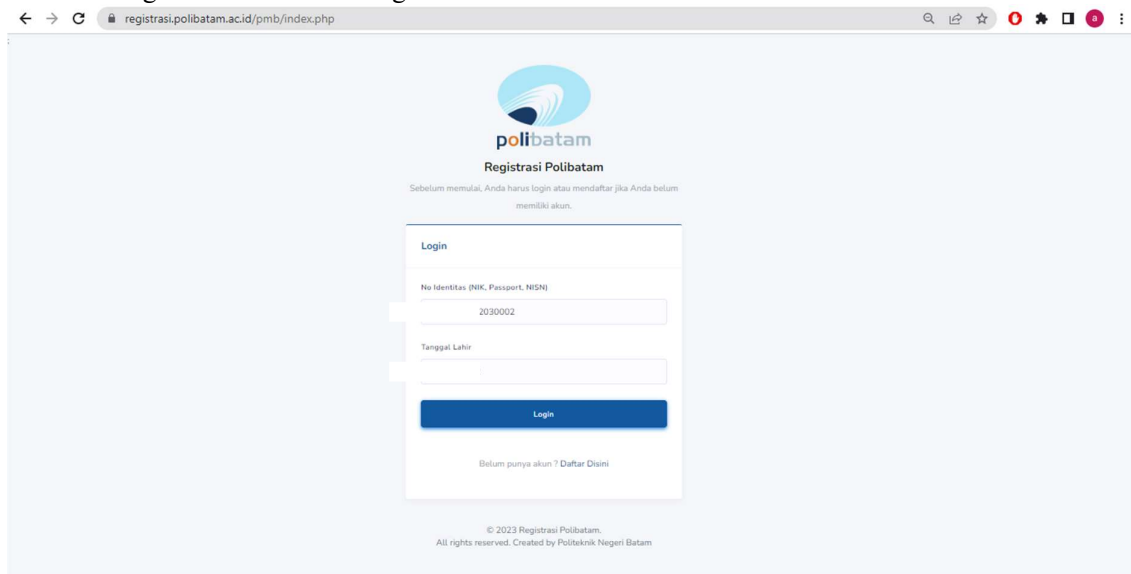 registrasi.polibatam.ac.id/pmb/index.php
a
polibatam
Registrasi Polibatam
Sebelum memulai, Anda harus login atau mendaftar jika Anda belum
memiliki akun.
Login
No Identitas (NIK, Passport, NISN)
2030002
Tanggal Lahir
Login
Belum punya akun ? Daftar Disini
© 2023 Registrasi Polibatam.
All rights reserved. Created by Politeknik Negeri Batam